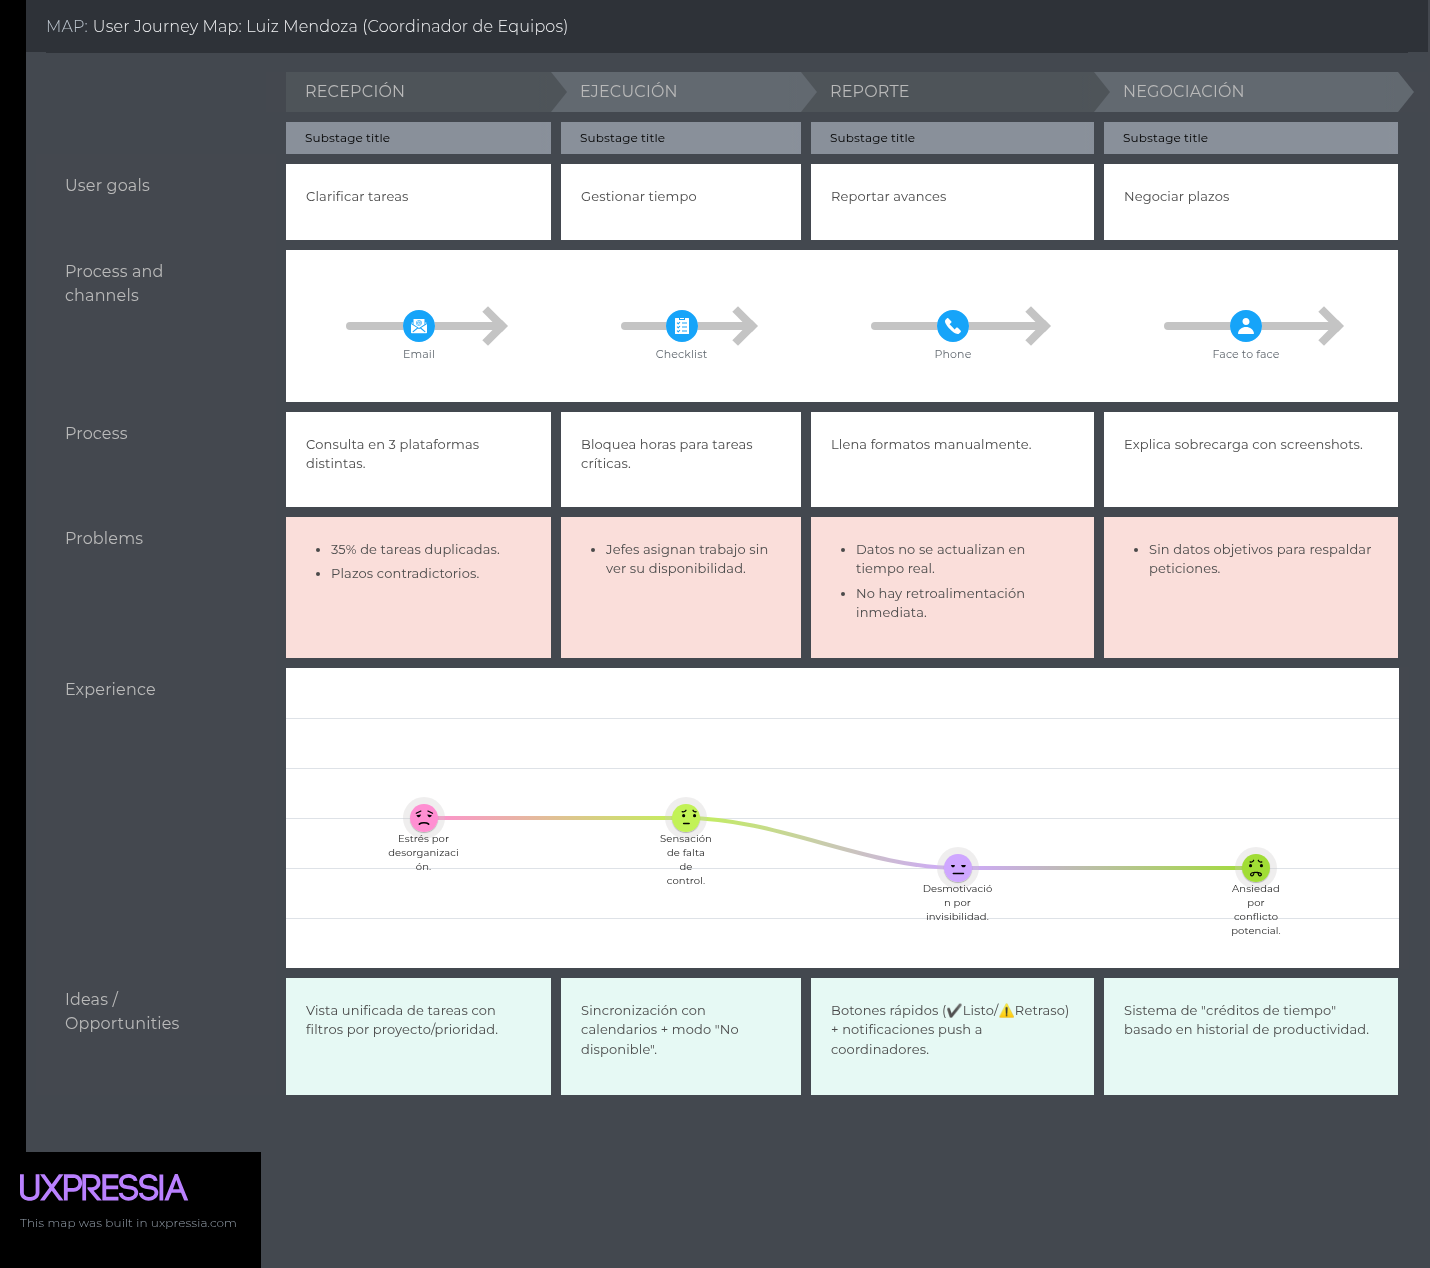 MAP: User Journey Map: Luiz Mendoza (Coordinador de Equipos)
RECEPCIÓN
EJECUCIÓN
REPORTE
NEGOCIACIÓN
Substage title
Substage title
Substage title
Substage title
User goals
Clarificar tareas
Gestionar tiempo
Reportar avances
Negociar plazos
Process and
channels
Email
Checklist
Phone
Face to face
Process
Consulta en 3 plataformas
distintas.
Bloquea horas para tareas
críticas.
Llena formatos manualmente.
Explica sobrecarga con screenshots.
Problems
• 35% de tareas duplicadas.
• Plazos contradictorios.
• Jefes asignan trabajo sin
ver su disponibilidad.
• Datos no se actualizan en
tiempo real.
• No hay retroalimentación
inmediata.
• Sin datos objetivos para respaldar
peticiones.
Experience
Estrés por
desorganizaci
ón.
Sensación
de falta
de
control.
Desmotivació
n por
invisibilidad.
Ansiedad
por
conflicto
potencial.
Ideas /
Opportunities
Vista unificada de tareas con
filtros por proyecto/prioridad.
Sincronización con
calendarios + modo "No
disponible".
Botones rápidos (✔️Listo/⚠️Retraso)
+ notificaciones push a
coordinadores.
Sistema de "créditos de tiempo"
basado en historial de productividad.
UXPRESSIA
This map was built in uxpressia.com